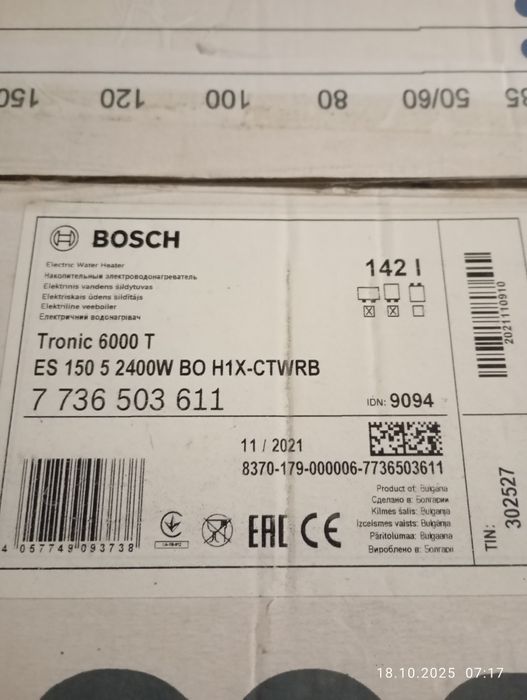 150 120 100 80 50/60 35
BOSCH
Electric Water Heater
Накопительный электроводонагреватель
Elektrinis vandens šildytuvas
Elektriskais ūdens sildītājs
Elektriline veeboiler
Електричний водонагрівач
142 l
Tronic 6000 T
ES 150 5 2400W BO H1X-CTWRB
7 736 503 611
IDN: 9094
11 / 2021
8370-179-000006-7736503611
Product of: Bulgaria
Сделано в: Болгарии
Kilmės šalis: Bulgarija
Izcelsmes valsts: Bulgārija
Päritolumaa: Bulgaaria
Вироблено в: Болгарії
4 057749 093738
EAC CE
2021110910
TIN: 302527
18.10.2025 07:17